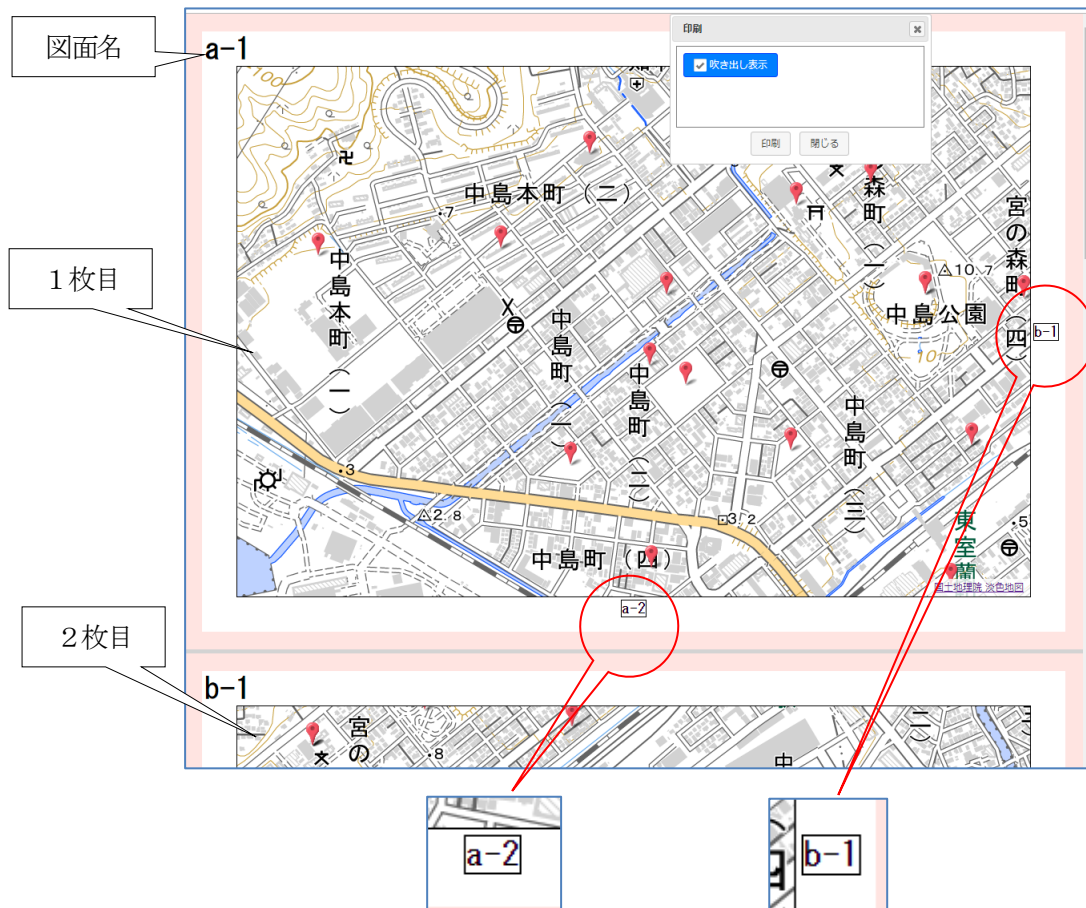 図面名
a-1
印刷
吹き出し表示
印刷
閉じる
中島本町（二）
・7
森町（一）
宮の森町（四）
△10.7
中島公園
10
中島本町（一）
１枚目
中島町（一）
中島町（二）
中島町（三）
b-1
・3
△2.8
3.2
中島町（四）
東室蘭
・5
国土地理院 淡色地図
a-2
２枚目
b-1
宮の
・8
中
a-2
b-1